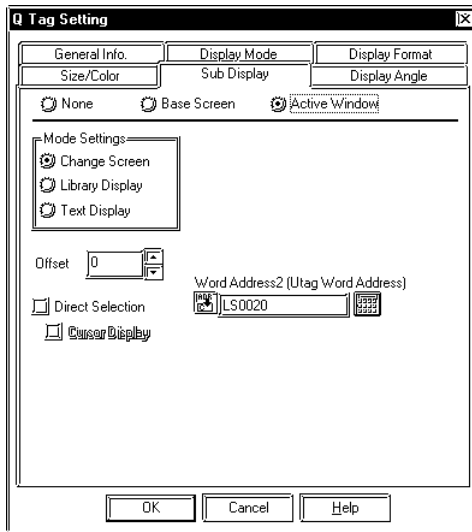 Q Tag Setting
General Info. Display Mode Display Format
Size/Color Sub Display Display Angle
None Base Screen Active Window
Mode Settings
Change Screen
Library Display
Text Display
Offset 0
Word Address2 (Utag Word Address)
LS0020
Direct Selection
Cursor Display
OK Cancel Help